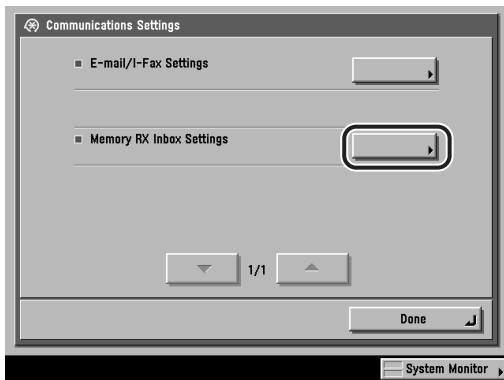 Communications Settings
E-mail/I-Fax Settings
Memory RX Inbox Settings
1/1
Done
System Monitor